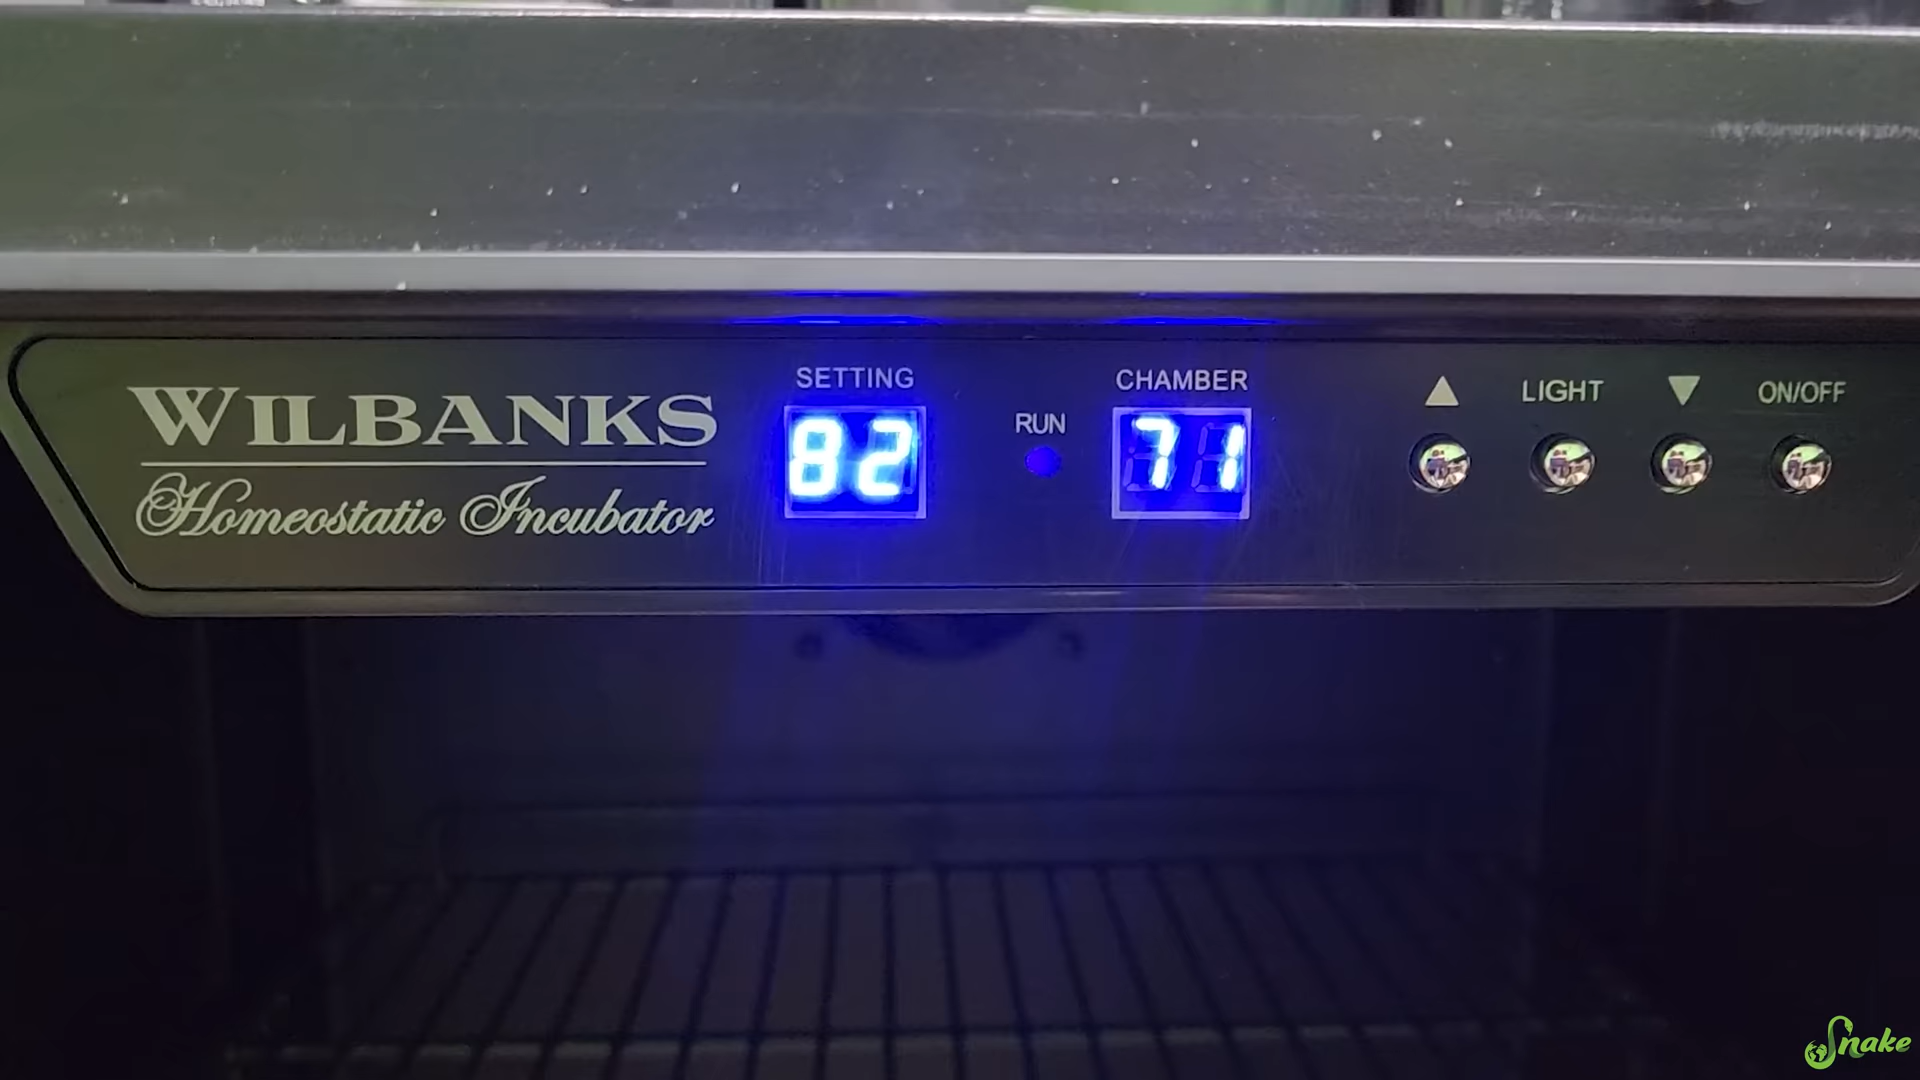 SETTING
CHAMBER
▲ LIGHT ▼ ON/OFF
WILBANKS
82
RUN
71
Homeostatic Incubator
Snake